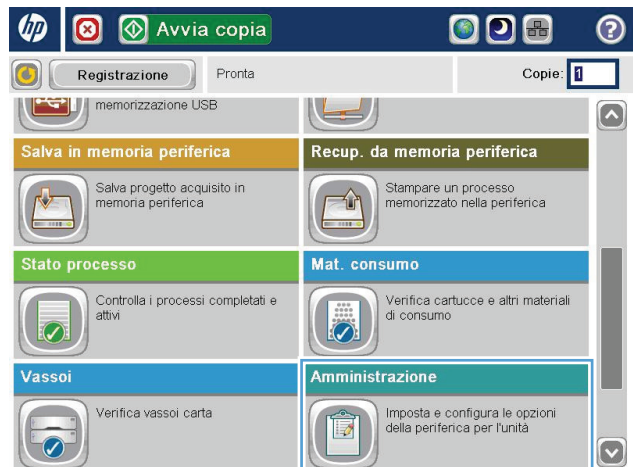 hp
Avvia copia
?
Registrazione
Pronta
Copie: 1
memorizzazione USB
Salva in memoria periferica
Recup. da memoria periferica
Salva progetto acquisito in
memoria periferica
Stampare un processo
memorizzato nella periferica
Stato processo
Mat. consumo
Controlla i processi completati e
attivi
Verifica cartucce e altri materiali
di consumo
Vassoi
Amministrazione
Verifica vassoi carta
Imposta e configura le opzioni
della periferica per l'unità